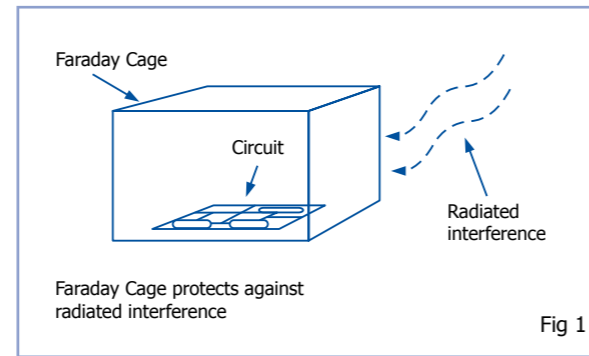 Faraday Cage
Circuit
Radiated
interference
Faraday Cage protects against
radiated interference
Fig 1